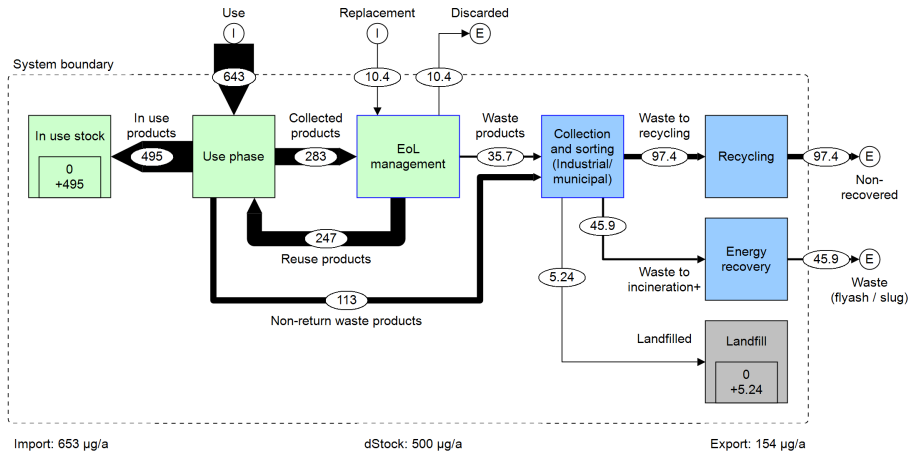 Use
Replacement
Discarded
I
I
E
System boundary
643
10.4
10.4
In use stock
0
+495
In use
products
495
Use phase
Collected
products
283
EoL
management
Waste
products
35.7
Collection
and sorting
(Industrial/
municipal)
Waste to
recycling
97.4
Recycling
97.4
E
Non-
recovered
247
Reuse products
113
Non-return waste products
45.9
Waste to
incineration+
Energy
recovery
45.9
E
Waste
(flyash / slug)
5.24
Landfilled
Landfill
0
+5.24
Import: 653 µg/a
dStock: 500 µg/a
Export: 154 µg/a